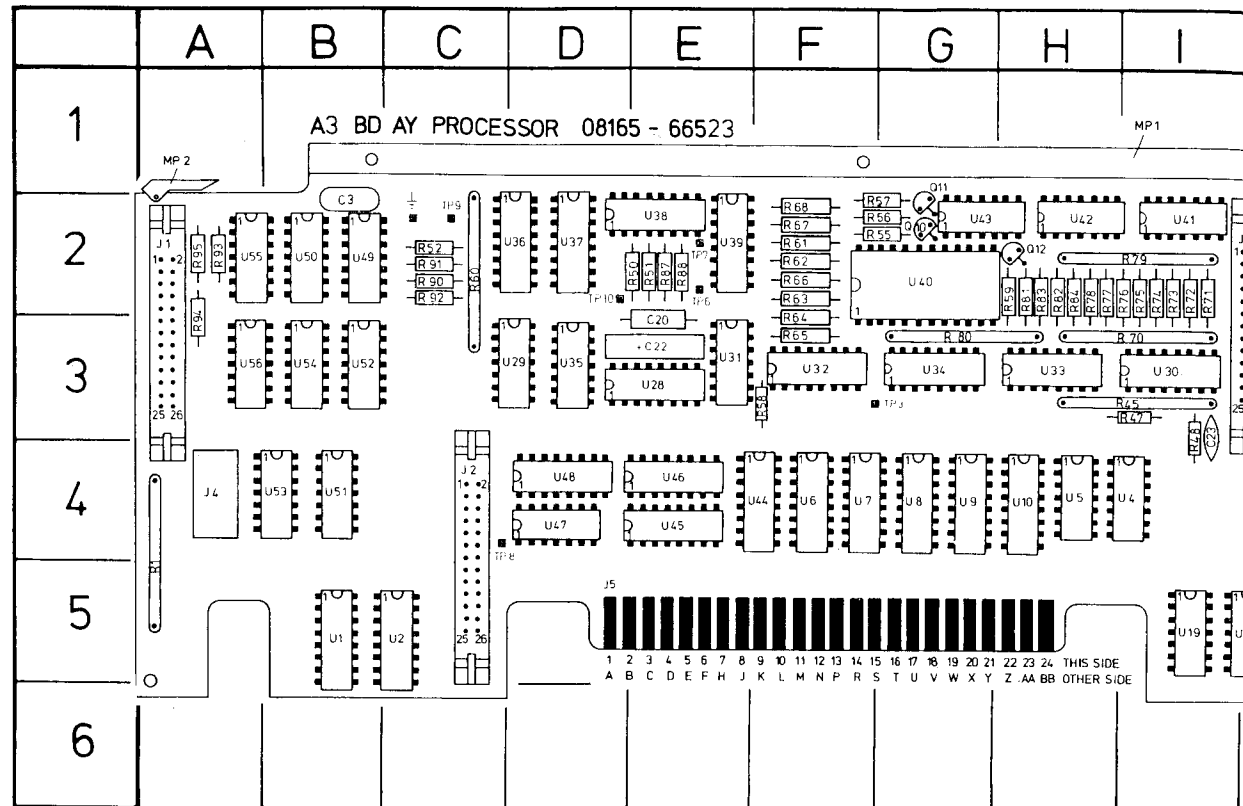 A B C D E F G H I
1
A3 BD AY PROCESSOR 08165 - 66523
MP1
MP 2
2
J1
1 2
R95
R93
R94
25 26
U55
U50
C3
U49
TP9
R52
R91
R90
R92
R60
U36
U37
U38
R50
R51
R87
R88
TP7
TP6
TP10
U39
R68
R67
R61
R62
R66
R63
R64
R65
R57
R56
R55
Q11
Q10
U43
U42
U41
Q12
U40
R79
R59
R81
R83
R82
R84
R78
R77
R76
R75
R74
R73
R72
R71
3
U56
U54
U52
U29
U35
C20
+C22
U28
U31
R58
U32
R80
U34
U33
R70
U30
TP3
R45
R47
R48
C23
25
4
J4
U53
U51
J2
1 2
U48
U47
TP8
U46
U45
U44
U6
U7
U8
U9
U10
U5
U4
5
R1
U1
U2
25 26
J5
U19
U
1 2 3 4 5 6 7 8 9 10 11 12 13 14 15 16 17 18 19 20 21 22 23 24 THIS SIDE
A B C D E F H J K L M N P R S T U V W X Y Z AA BB OTHER SIDE
6